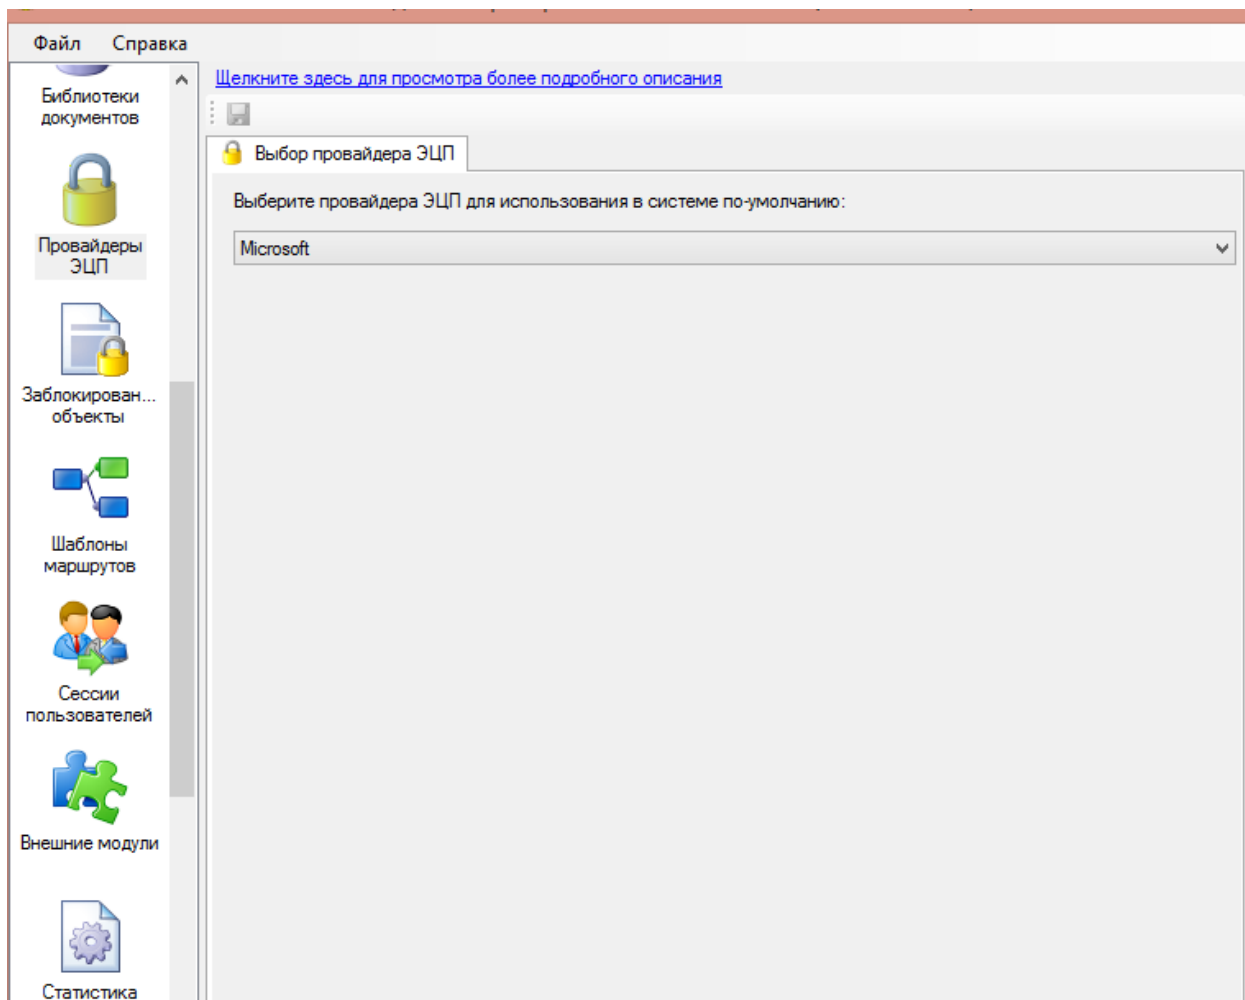 Файл Справка
Библиотеки
документов
Провайдеры
ЭЦП
Заблокирован...
объекты
Шаблоны
маршрутов
Сессии
пользователей
Внешние модули
Статистика
Щелкните здесь для просмотра более подробного описания
Выбор провайдера ЭЦП
Выберите провайдера ЭЦП для использования в системе по-умолчанию:
Microsoft